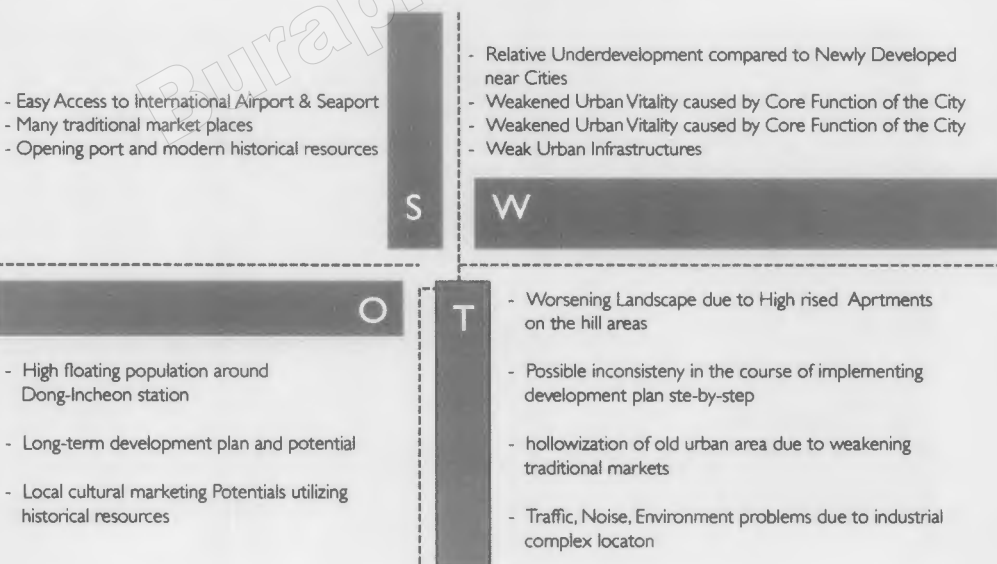 - Easy Access to International Airport & Seaport
- Many traditional market places
- Opening port and modern historical resources
S
- Relative Underdevelopment compared to Newly Developed
near Cities
- Weakened Urban Vitality caused by Core Function of the City
- Weakened Urban Vitality caused by Core Function of the City
- Weak Urban Infrastructures
W
O
- High floating population around
Dong-Incheon station
- Long-term development plan and potential
- Local cultural marketing Potentials utilizing
historical resources
T
- Worsening Landscape due to High rised Aprtments
on the hill areas
- Possible inconsisteny in the course of implementing
development plan ste-by-step
- hollowization of old urban area due to weakening
traditional markets
- Traffic, Noise, Environment problems due to industrial
complex locaton